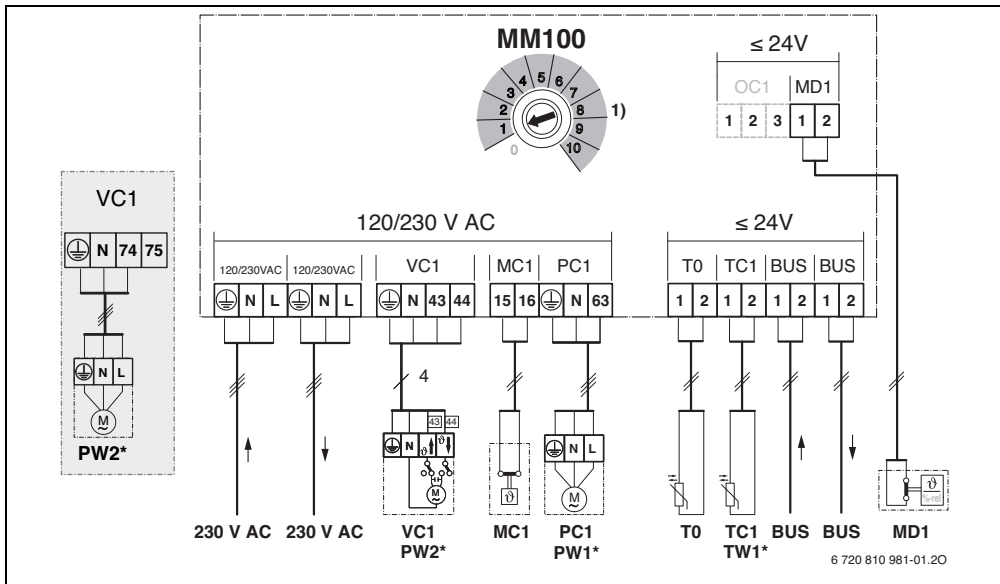 MM100
≤ 24V
OC1 MD1
1 2 3 1 2
0 1 2 3 4 5 6 7 8 9 10
1)
VC1
N 74 75
N L
M
~
PW2*
120/230 V AC
≤ 24V
120/230VAC 120/230VAC VC1 MC1 PC1 T0 TC1 BUS BUS
N L N L N 43 44 15 16 N 63 1 2 1 2 1 2 1 2
4
43 44
N ϑ ϑ
M
~
ϑ
N L
M
~
ϑ
%-rel
230 V AC 230 V AC VC1 MC1 PC1 T0 TC1 BUS BUS MD1
PW2* PW1* TW1*
6 720 810 981-01.2O